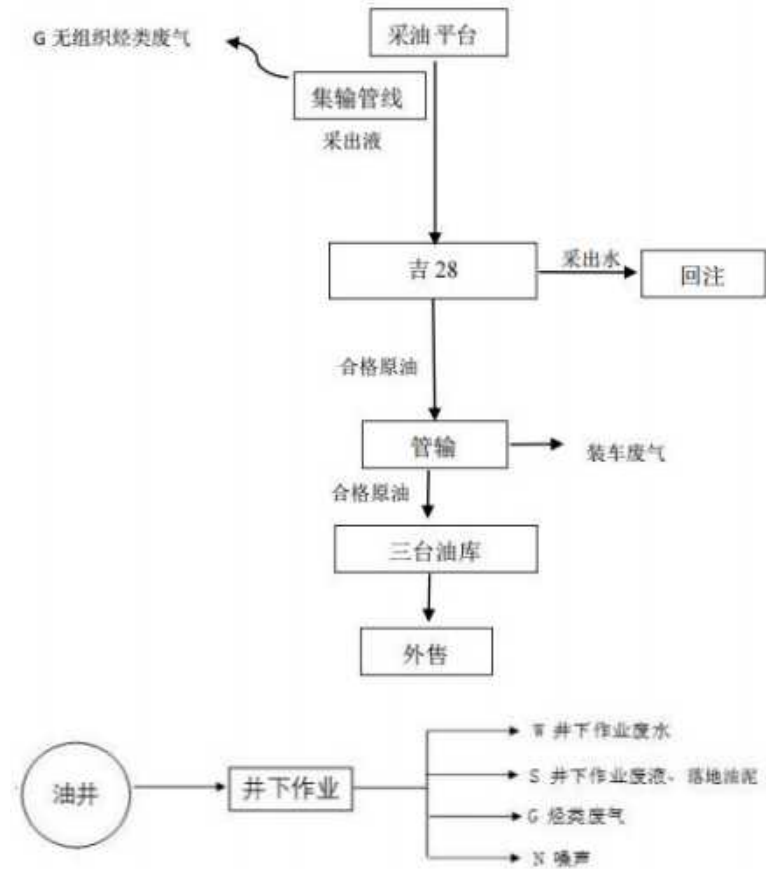 G 无组织烃类废气
采油平台
集输管线
采出液
吉 28
采出水
回注
合格原油
管输
装车废气
合格原油
三台油库
外售
油井
井下作业
W 井下作业废水
S 井下作业废液、落地油泥
G 烃类废气
N 噪声